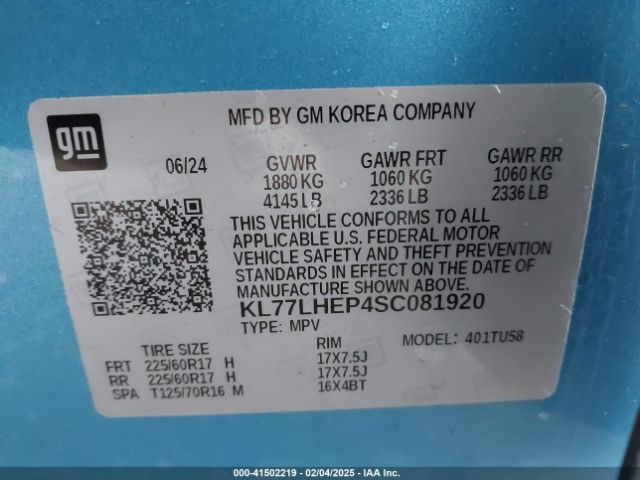 gm
MFD BY GM KOREA COMPANY
06/24 GVWR GAWR FRT GAWR RR
1880 KG 1060 KG 1060 KG
4145 LB 2336 LB 2336 LB
THIS VEHICLE CONFORMS TO ALL
APPLICABLE U.S. FEDERAL MOTOR
VEHICLE SAFETY AND THEFT PREVENTION
STANDARDS IN EFFECT ON THE DATE OF
MANUFACTURE SHOWN ABOVE.
KL77LHEP4SC081920
TYPE: MPV MODEL: 401TU58
TIRE SIZE RIM
FRT 225/60R17 H 17X7.5J
RR 225/60R17 H 17X7.5J
SPA T125/70R16 M 16X4BT
000-41502219 - 02/04/2025 - IAA Inc.